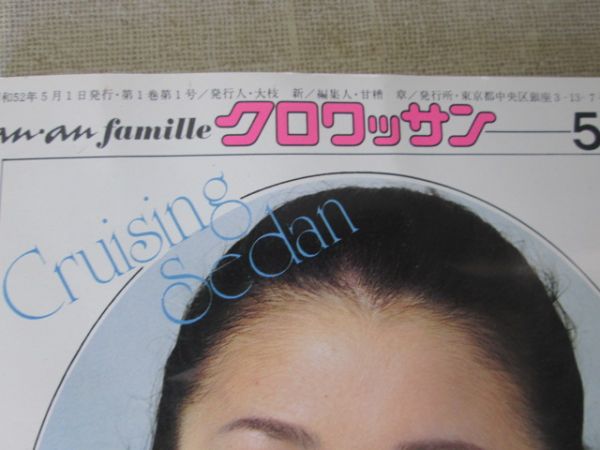 和52年5月1日発行・第1巻第1号／発行人・大枝　新／編集人・甘糟　章／発行所・東京都中央区銀座3-13-7
an・an famille クロワッサン 5
Cruising
Sedan